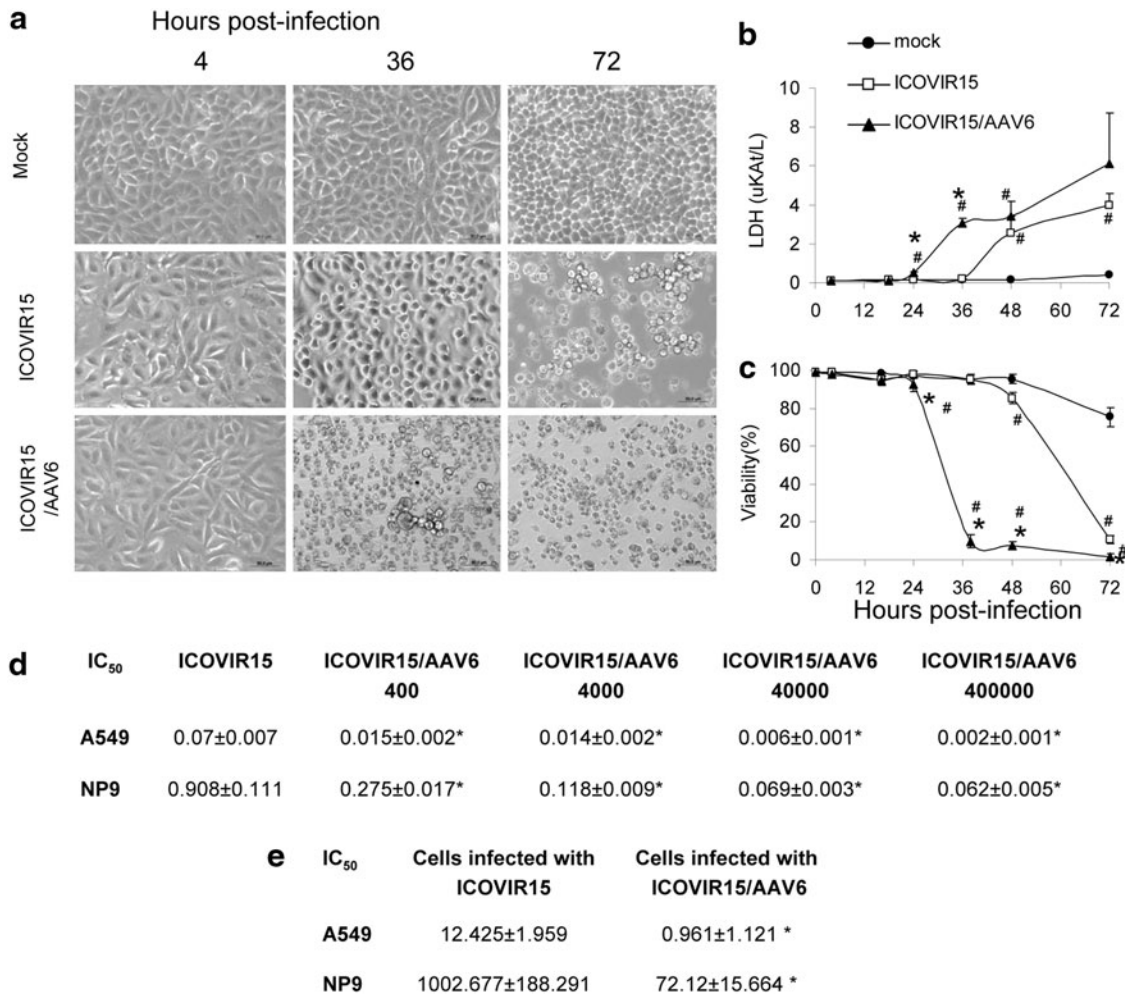 a
Hours post-infection
4 36 72
Mock
ICOVIR15
ICOVIR15
/AAV6
b
mock
ICOVIR15
ICOVIR15/AAV6
LDH (uKAt/L)
10
8
6
4
2
0
* # * # # # #
0 12 24 36 48 60 72
c
Viability(%)
100
80
60
40
20
0
* # # # * # * # # *
0 12 24 36 48 60 72
Hours post-infection
d
IC50 ICOVIR15 ICOVIR15/AAV6 ICOVIR15/AAV6 ICOVIR15/AAV6 ICOVIR15/AAV6
400 4000 40000 400000
A549 0.07±0.007 0.015±0.002* 0.014±0.002* 0.006±0.001* 0.002±0.001*
NP9 0.908±0.111 0.275±0.017* 0.118±0.009* 0.069±0.003* 0.062±0.005*
e
IC50 Cells infected with Cells infected with
ICOVIR15 ICOVIR15/AAV6
A549 12.425±1.959 0.961±1.121 *
NP9 1002.677±188.291 72.12±15.664 *